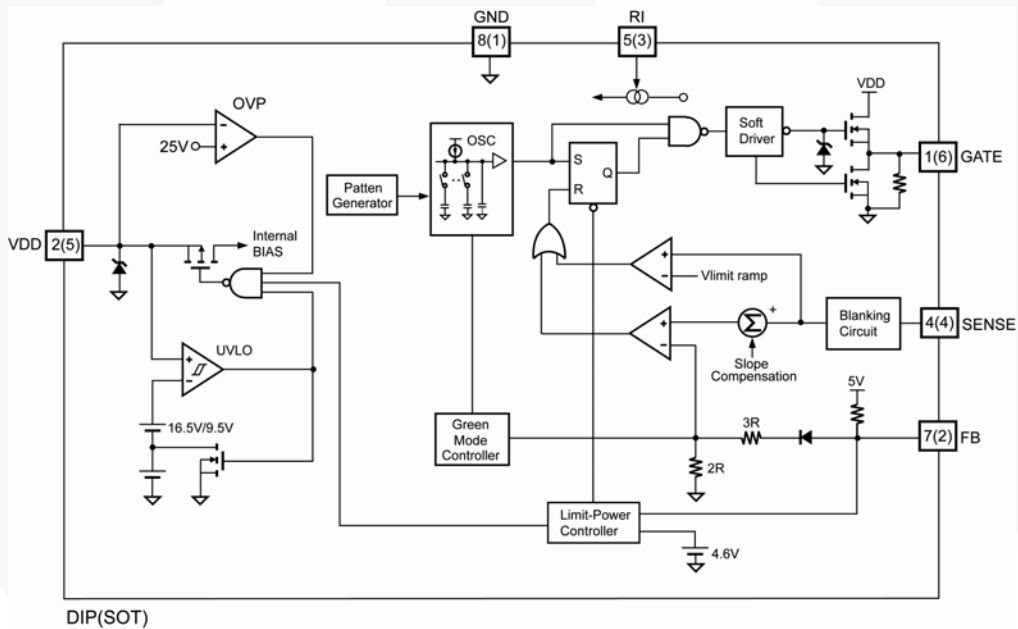 GND
8(1)
RI
5(3)
OVP
25V
VDD
OSC
Soft
Driver
1(6)
GATE
S
Q
R
Patten
Generator
VDD
2(5)
Internal
BIAS
+
−
Vlimit ramp
Blanking
Circuit
4(4)
SENSE
+
−
Σ
+
Slope
Compensation
UVLO
16.5V/9.5V
5V
Green
Mode
Controller
3R
7(2)
FB
2R
Limit-Power
Controller
4.6V
DIP(SOT)